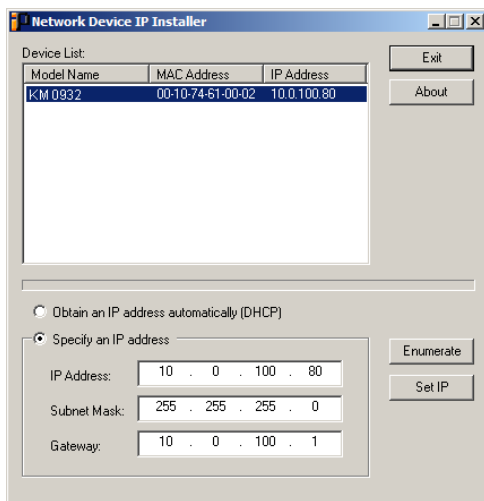 Network Device IP Installer
Device List:
Model Name MAC Address IP Address
KM0932 00-10-74-61-00-02 10.0.100.80
Exit
About
Obtain an IP address automatically (DHCP)
Specify an IP address
IP Address: 10 . 0 . 100 . 80
Subnet Mask: 255 . 255 . 255 . 0
Gateway: 10 . 0 . 100 . 1
Enumerate
Set IP